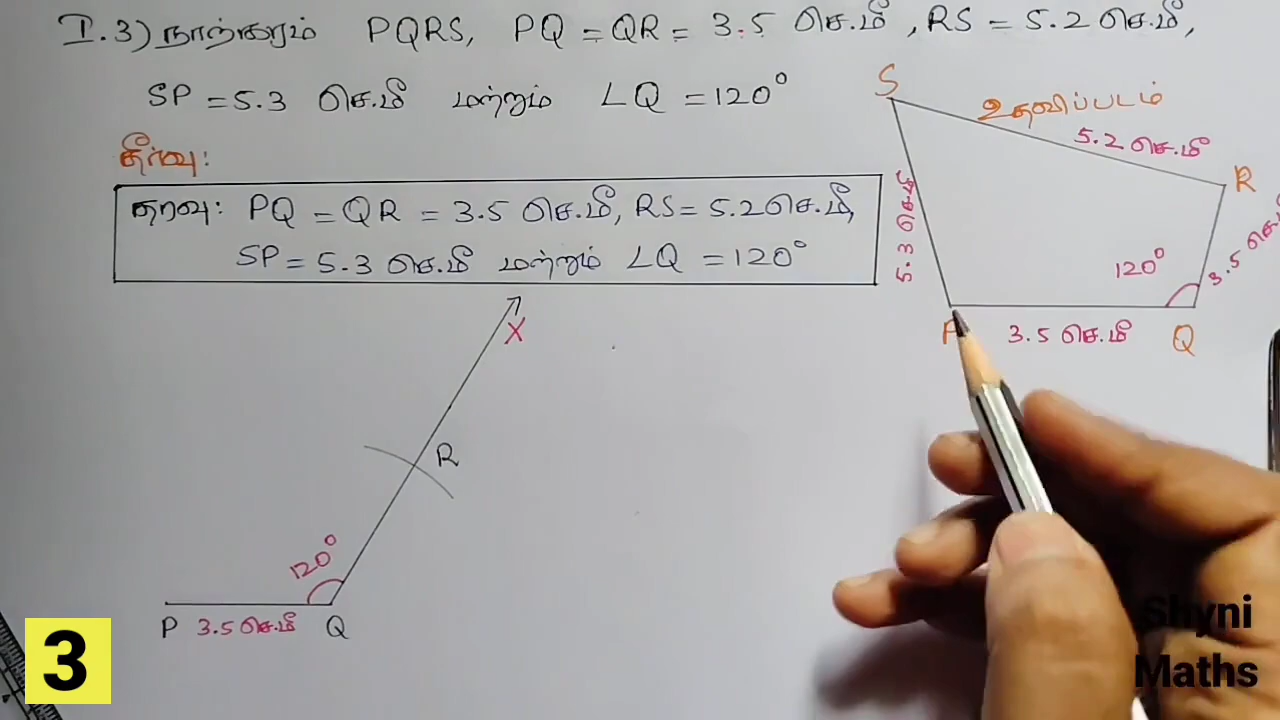 I.3) நாற்கரம் PQRS, PQ = QR = 3.5 செ.மீ, RS = 5.2 செ.மீ,
SP = 5.3 செ.மீ மற்றும் ∠Q = 120°
தீர்வு:
தரவு: PQ = QR = 3.5 செ.மீ, RS = 5.2 செ.மீ,
SP = 5.3 செ.மீ மற்றும் ∠Q = 120°
S
உதவிப்படம்
5.2 செ.மீ
R
5.3 செ.மீ
120°
3.5 செ.
P 3.5 செ.மீ Q
X
R
120°
P 3.5 செ.மீ Q
3
Shyni
Maths